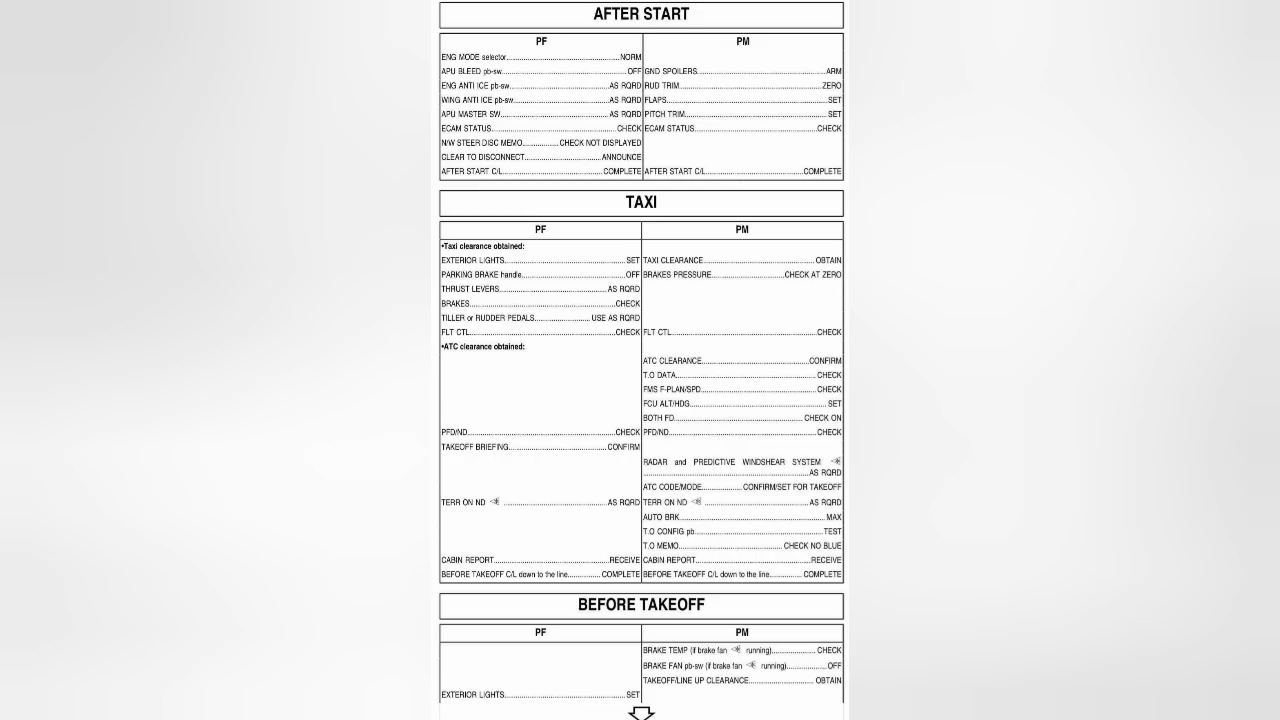 AFTER START
PF PM
ENG MODE selector....................NORM
APU BLEED pb-sw....................OFF GND SPOILERS....................ARM
ENG ANTI ICE pb-sw....................AS RQRD RUD TRIM....................ZERO
WING ANTI ICE pb-sw....................AS RQRD FLAPS....................SET
APU MASTER SW....................AS RQRD PITCH TRIM....................SET
ECAM STATUS....................CHECK ECAM STATUS....................CHECK
N/W STEER DISC MEMO....................CHECK NOT DISPLAYED
CLEAR TO DISCONNECT....................ANNOUNCE
AFTER START C/L....................COMPLETE AFTER START C/L....................COMPLETE
TAXI
PF PM
•Taxi clearance obtained:
EXTERIOR LIGHTS....................SET TAXI CLEARANCE....................OBTAIN
PARKING BRAKE handle....................OFF BRAKES PRESSURE....................CHECK AT ZERO
THRUST LEVERS....................AS RQRD
BRAKES....................CHECK
TILLER or RUDDER PEDALS....................USE AS RQRD
FLT CTL....................CHECK FLT CTL....................CHECK
•ATC clearance obtained:
ATC CLEARANCE....................CONFIRM
T.O DATA....................CHECK
FMS F-PLAN/SPD....................CHECK
FCU ALT/HDG....................SET
BOTH FD....................CHECK ON
PFD/ND....................CHECK PFD/ND....................CHECK
TAKEOFF BRIEFING....................CONFIRM
RADAR and PREDICTIVE WINDSHEAR SYSTEM
....................AS RQRD
ATC CODE/MODE....................CONFIRM/SET FOR TAKEOFF
TERR ON ND ....................AS RQRD TERR ON ND ....................AS RQRD
AUTO BRK....................MAX
T.O CONFIG pb....................TEST
T.O MEMO....................CHECK NO BLUE
CABIN REPORT....................RECEIVE CABIN REPORT....................RECEIVE
BEFORE TAKEOFF C/L down to the line....................COMPLETE BEFORE TAKEOFF C/L down to the line....................COMPLETE
BEFORE TAKEOFF
PF PM
BRAKE TEMP (if brake fan running)....................CHECK
BRAKE FAN pb-sw (if brake fan running)....................OFF
TAKEOFF/LINE UP CLEARANCE....................OBTAIN
EXTERIOR LIGHTS....................SET